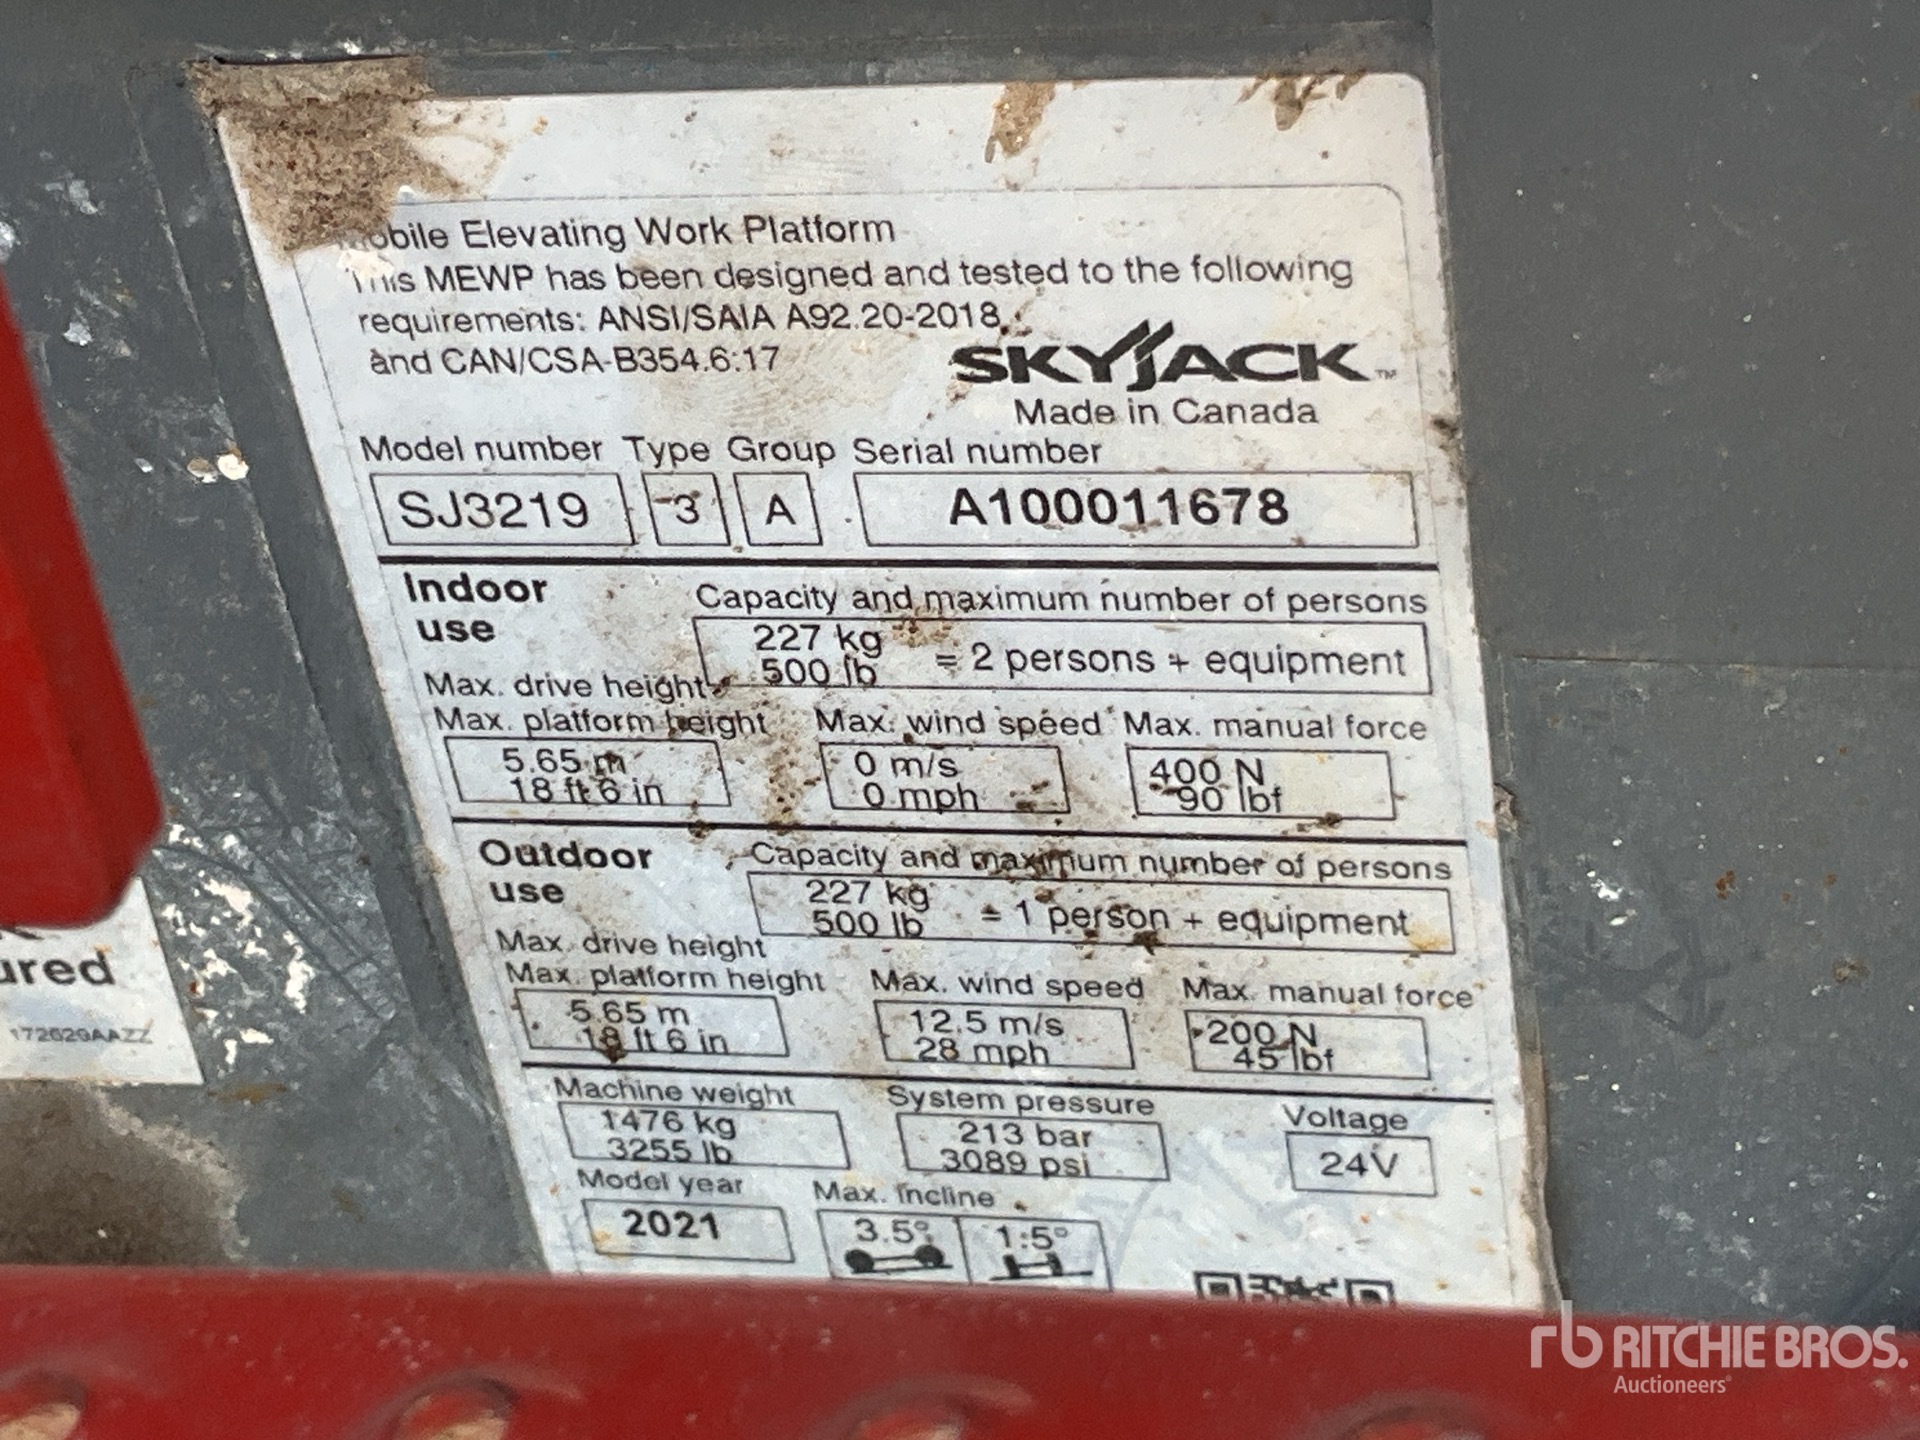 Mobile Elevating Work Platform
This MEWP has been designed and tested to the following
requirements: ANSI/SAIA A92.20-2018
and CAN/CSA-B354.6:17
SKYJACK™
Made in Canada
Model number Type Group Serial number
SJ3219 3 A A100011678
Indoor
use
Capacity and maximum number of persons
227 kg
500 lb
= 2 persons + equipment
Max. drive height
Max. platform height Max. wind speed Max. manual force
5.65 m 0 m/s 400 N
18 ft 6 in 0 mph 90 lbf
Outdoor
use
Capacity and maximum number of persons
227 kg
500 lb
= 1 person + equipment
Max. drive height
Max. platform height Max. wind speed Max. manual force
5.65 m 12.5 m/s 200 N
18 ft 6 in 28 mph 45 lbf
Machine weight System pressure Voltage
1476 kg 213 bar 24V
3255 lb 3089 psi
Model year Max. incline
2021 3.5° 1.5°
ured
172620AAZZ
rb RITCHIE BROS.
Auctioneers